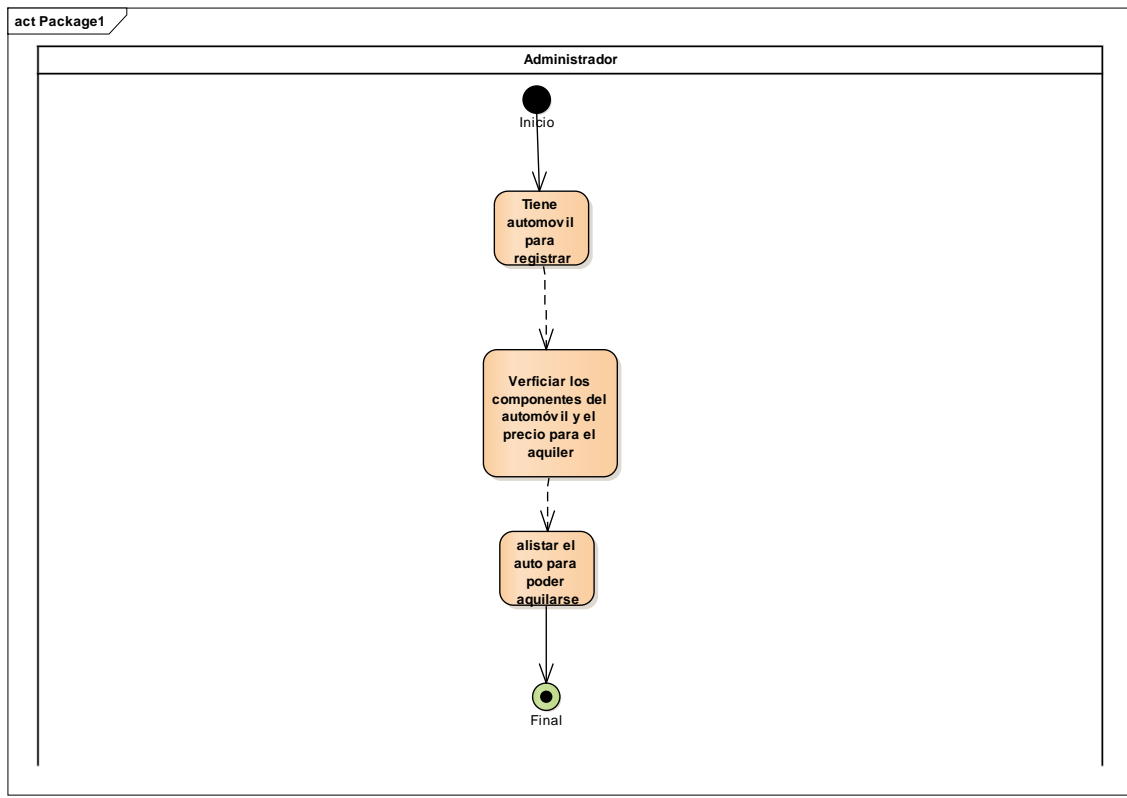 act Package1
Administrador
Inicio
Tiene
automovil
para
registrar
Verficiar los
componentes del
automóvil y el
precio para el
aquiler
alistar el
auto para
poder
aquilarse
Final